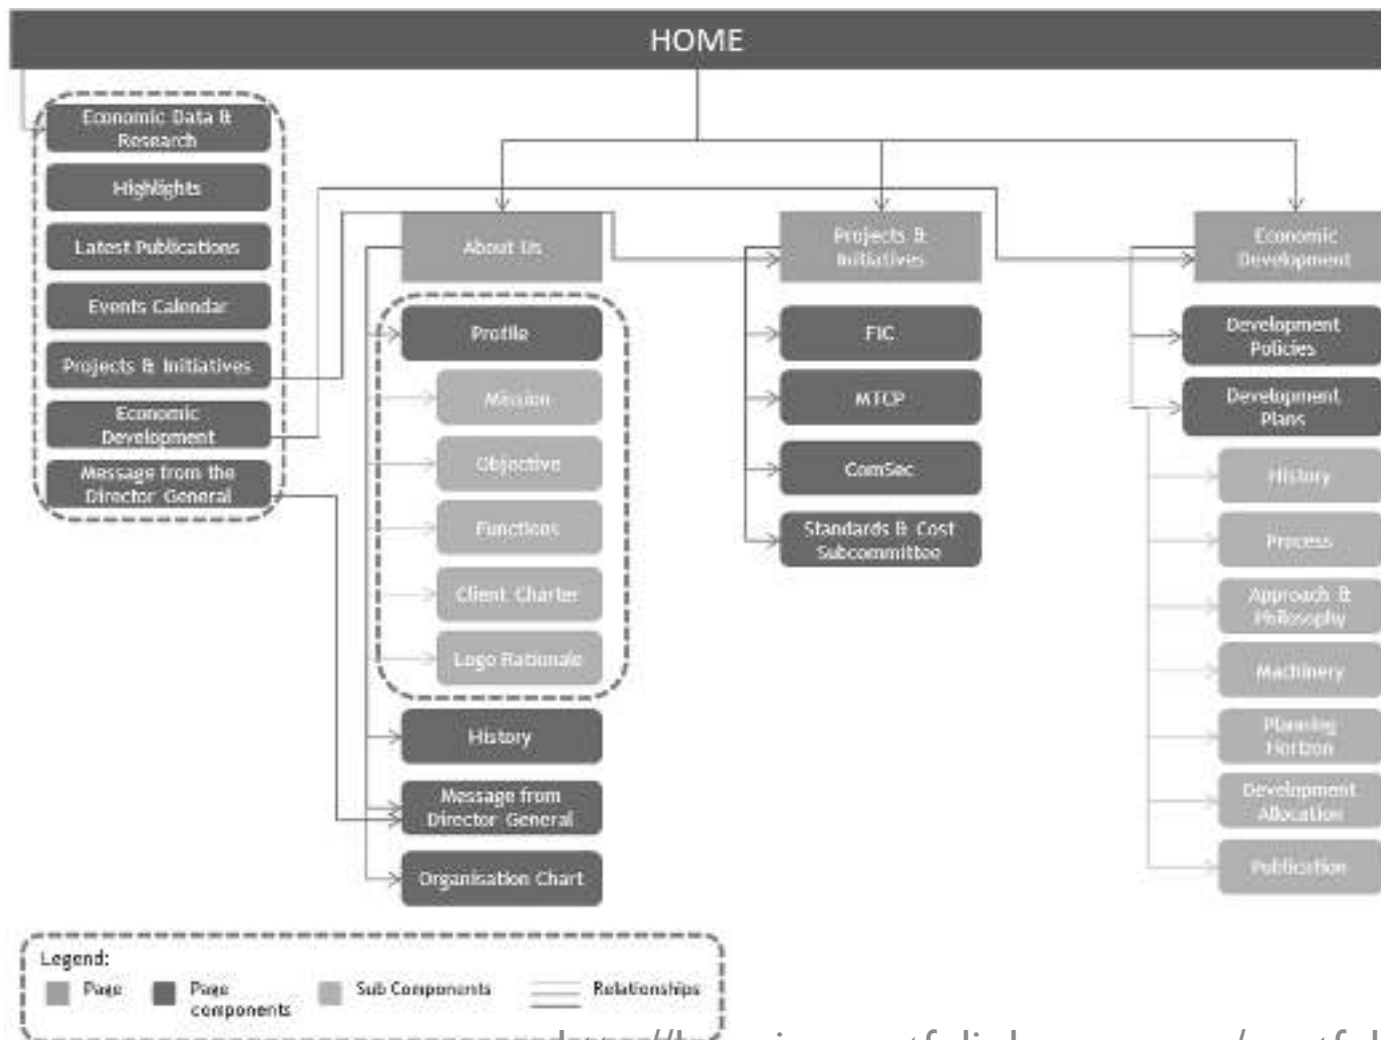 HOME
Economic Data &
Research
Highlights
Latest Publications
Events Calendar
Projects & Initiatives
Economic
Development
Message from the
Director General
About Us
Profile
Mission
Objective
Functions
Client Charter
Logo Rationale
History
Message from
Director General
Organisation Chart
Projects &
Initiatives
FIC
MTCP
ComSec
Standards & Cost
Subcommittee
Economic
Development
Development
Policies
Development
Plans
History
Process
Approach &
Philosophy
Machinery
Planning
Horizon
Development
Allocation
Publication
Legend:
Page
Page
components
Sub Components
Relationships